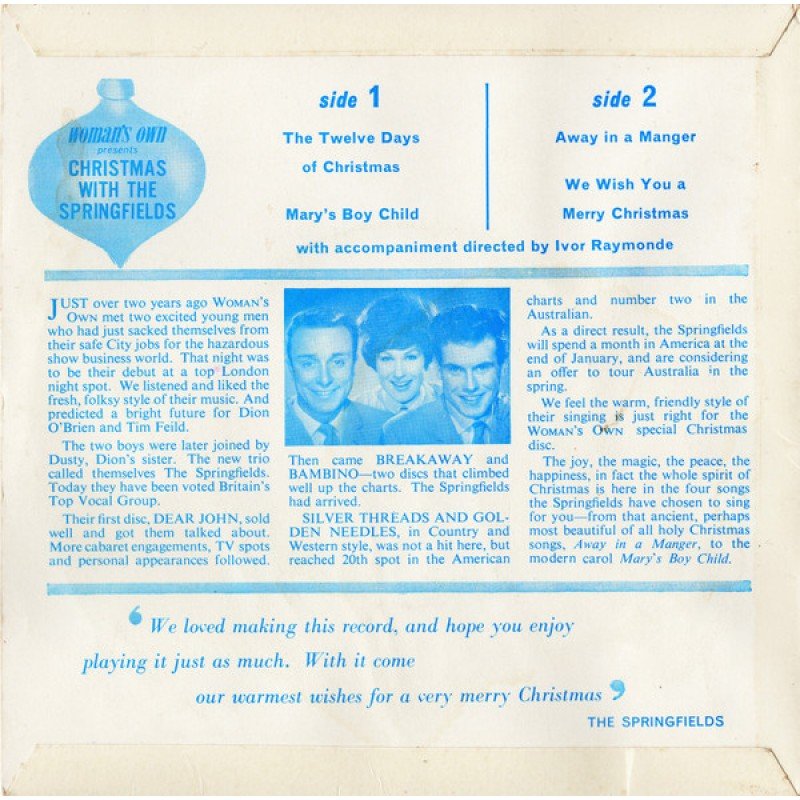 woman's own
presents
CHRISTMAS
WITH THE
SPRINGFIELDS
side 1
The Twelve Days
of Christmas
Mary's Boy Child
side 2
Away in a Manger
We Wish You a
Merry Christmas
with accompaniment directed by Ivor Raymonde
JUST over two years ago WOMAN'S
OWN met two excited young men
who had just sacked themselves from
their safe City jobs for the hazardous
show business world. That night was
to be their debut at a top London
night spot. We listened and liked the
fresh, folksy style of their music. And
predicted a bright future for Dion
O'Brien and Tim Feild.
The two boys were later joined by
Dusty, Dion's sister. The new trio
called themselves The Springfields.
Today they have been voted Britain's
Top Vocal Group.
Their first disc, DEAR JOHN, sold
well and got them talked about.
More cabaret engagements, TV spots
and personal appearances followed.
Then came BREAKAWAY and
BAMBINO—two discs that climbed
well up the charts. The Springfields
had arrived.
SILVER THREADS AND GOL-
DEN NEEDLES, in Country and
Western style, was not a hit here, but
reached 20th spot in the American
charts and number two in the
Australian.
As a direct result, the Springfields
will spend a month in America at the
end of January, and are considering
an offer to tour Australia in the
spring.
We feel the warm, friendly style of
their singing is just right for the
WOMAN'S OWN special Christmas
disc.
The joy, the magic, the peace, the
happiness, in fact the whole spirit of
Christmas is here in the four songs
the Springfields have chosen to sing
for you—from that ancient, perhaps
most beautiful of all holy Christmas
songs, Away in a Manger, to the
modern carol Mary's Boy Child.
‘ We loved making this record, and hope you enjoy
playing it just as much. With it come
our warmest wishes for a very merry Christmas ’
THE SPRINGFIELDS